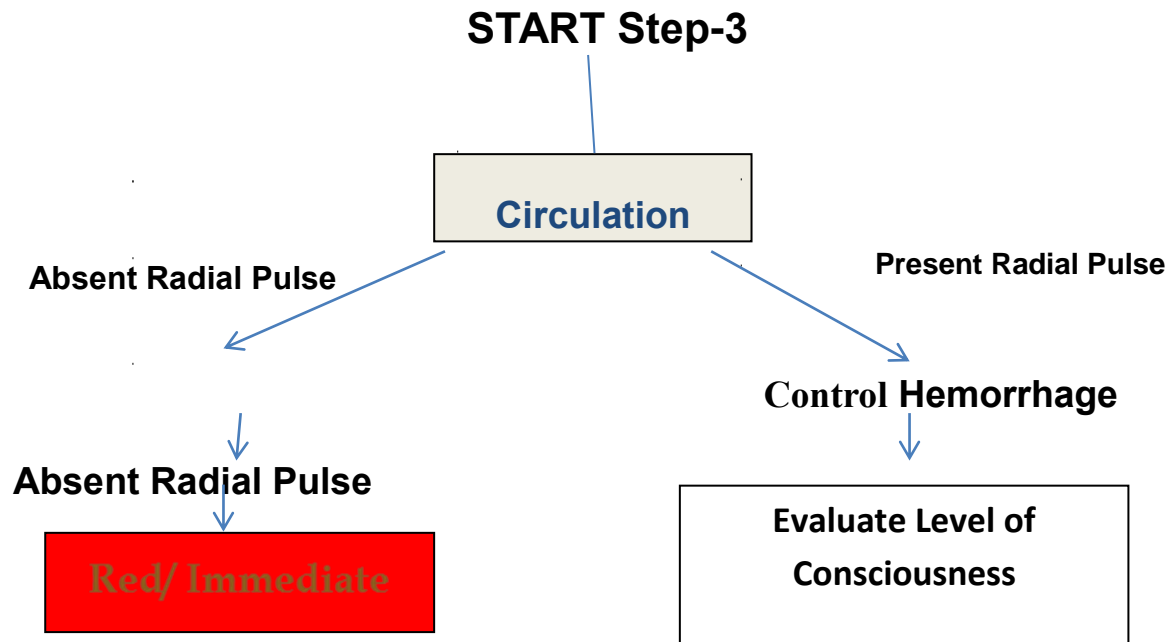 START Step-3
Circulation
Absent Radial Pulse
Present Radial Pulse
Control Hemorrhage
Absent Radial Pulse
Evaluate Level of
Consciousness
Red/ Immediate